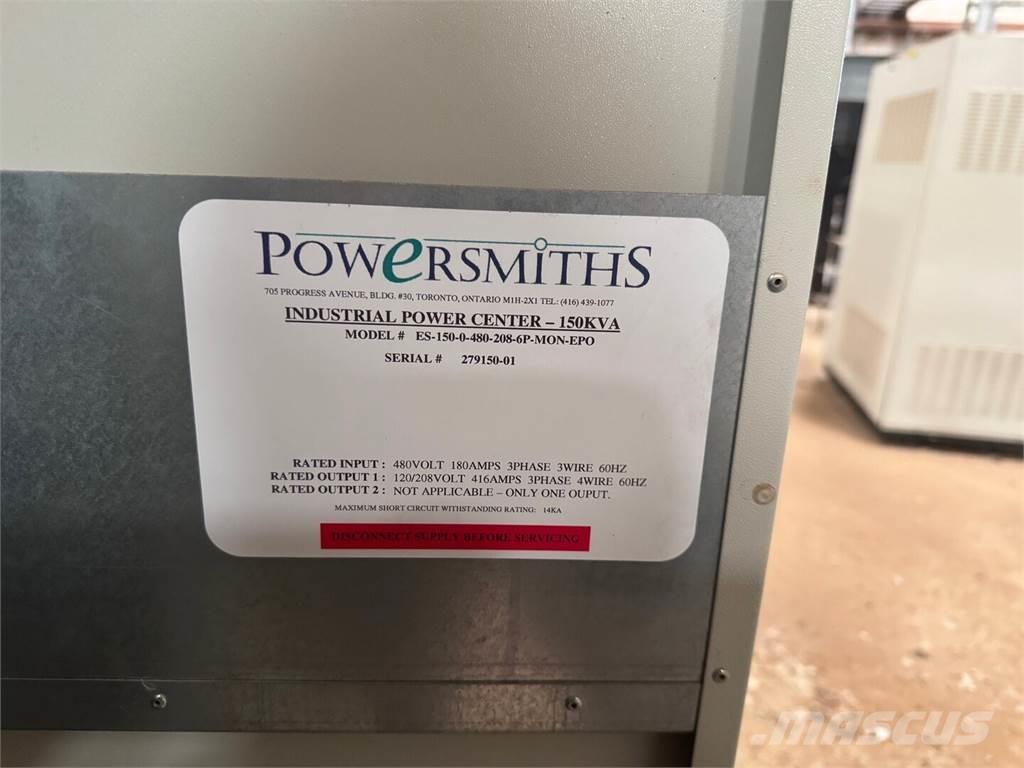 POWeRSMiTHS
705 PROGRESS AVENUE, BLDG. #30, TORONTO, ONTARIO M1H-2X1 TEL: (416) 439-1077
INDUSTRIAL POWER CENTER – 150KVA
MODEL # ES-150-0-480-208-6P-MON-EPO
SERIAL # 279150-01
RATED INPUT : 480VOLT 180AMPS 3PHASE 3WIRE 60HZ
RATED OUTPUT 1 : 120/208VOLT 416AMPS 3PHASE 4WIRE 60HZ
RATED OUTPUT 2 : NOT APPLICABLE – ONLY ONE OUPUT.
MAXIMUM SHORT CIRCUIT WITHSTANDING RATING: 14KA
DISCONNECT SUPPLY BEFORE SERVICING
MASCUS